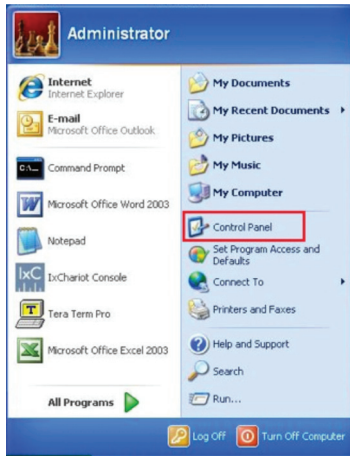 Administrator
Internet
Internet Explorer
E-mail
Microsoft Office Outlook
Command Prompt
Microsoft Office Word 2003
Notepad
IxChariot Console
Tera Term Pro
Microsoft Office Excel 2003
All Programs
My Documents
My Recent Documents
My Pictures
My Music
My Computer
Control Panel
Set Program Access and
Defaults
Connect To
Printers and Faxes
Help and Support
Search
Run...
Log Off
Turn Off Computer